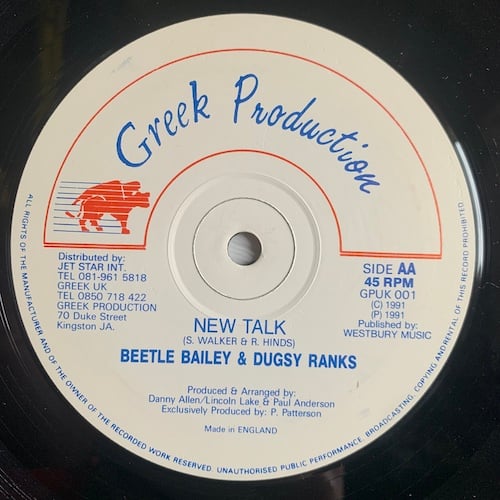 Greek Production
Distributed by:
JET STAR INT.
TEL 081-961 5818
GREEK UK
TEL 0850 718 422
GREEK PRODUCTION
70 Duke Street
Kingston JA.
SIDE AA
45 RPM
GPUK 001
(C) 1991
(P) 1991
Published by:
WESTBURY MUSIC
NEW TALK
(S. WALKER & R. HINDS)
BEETLE BAILEY & DUGSY RANKS
Produced & Arranged by:
Danny Allen/Lincoln Lake & Paul Anderson
Exclusively Produced by: P. Patterson
Made in ENGLAND
ALL RIGHTS OF THE MANUFACTURER AND OF THE OWNER OF THE RECORDED WORK RESERVED. UNAUTHORISED PUBLIC PERFORMANCE, BROADCASTING, COPYING AND RENTAL OF THIS RECORD PROHIBITED.